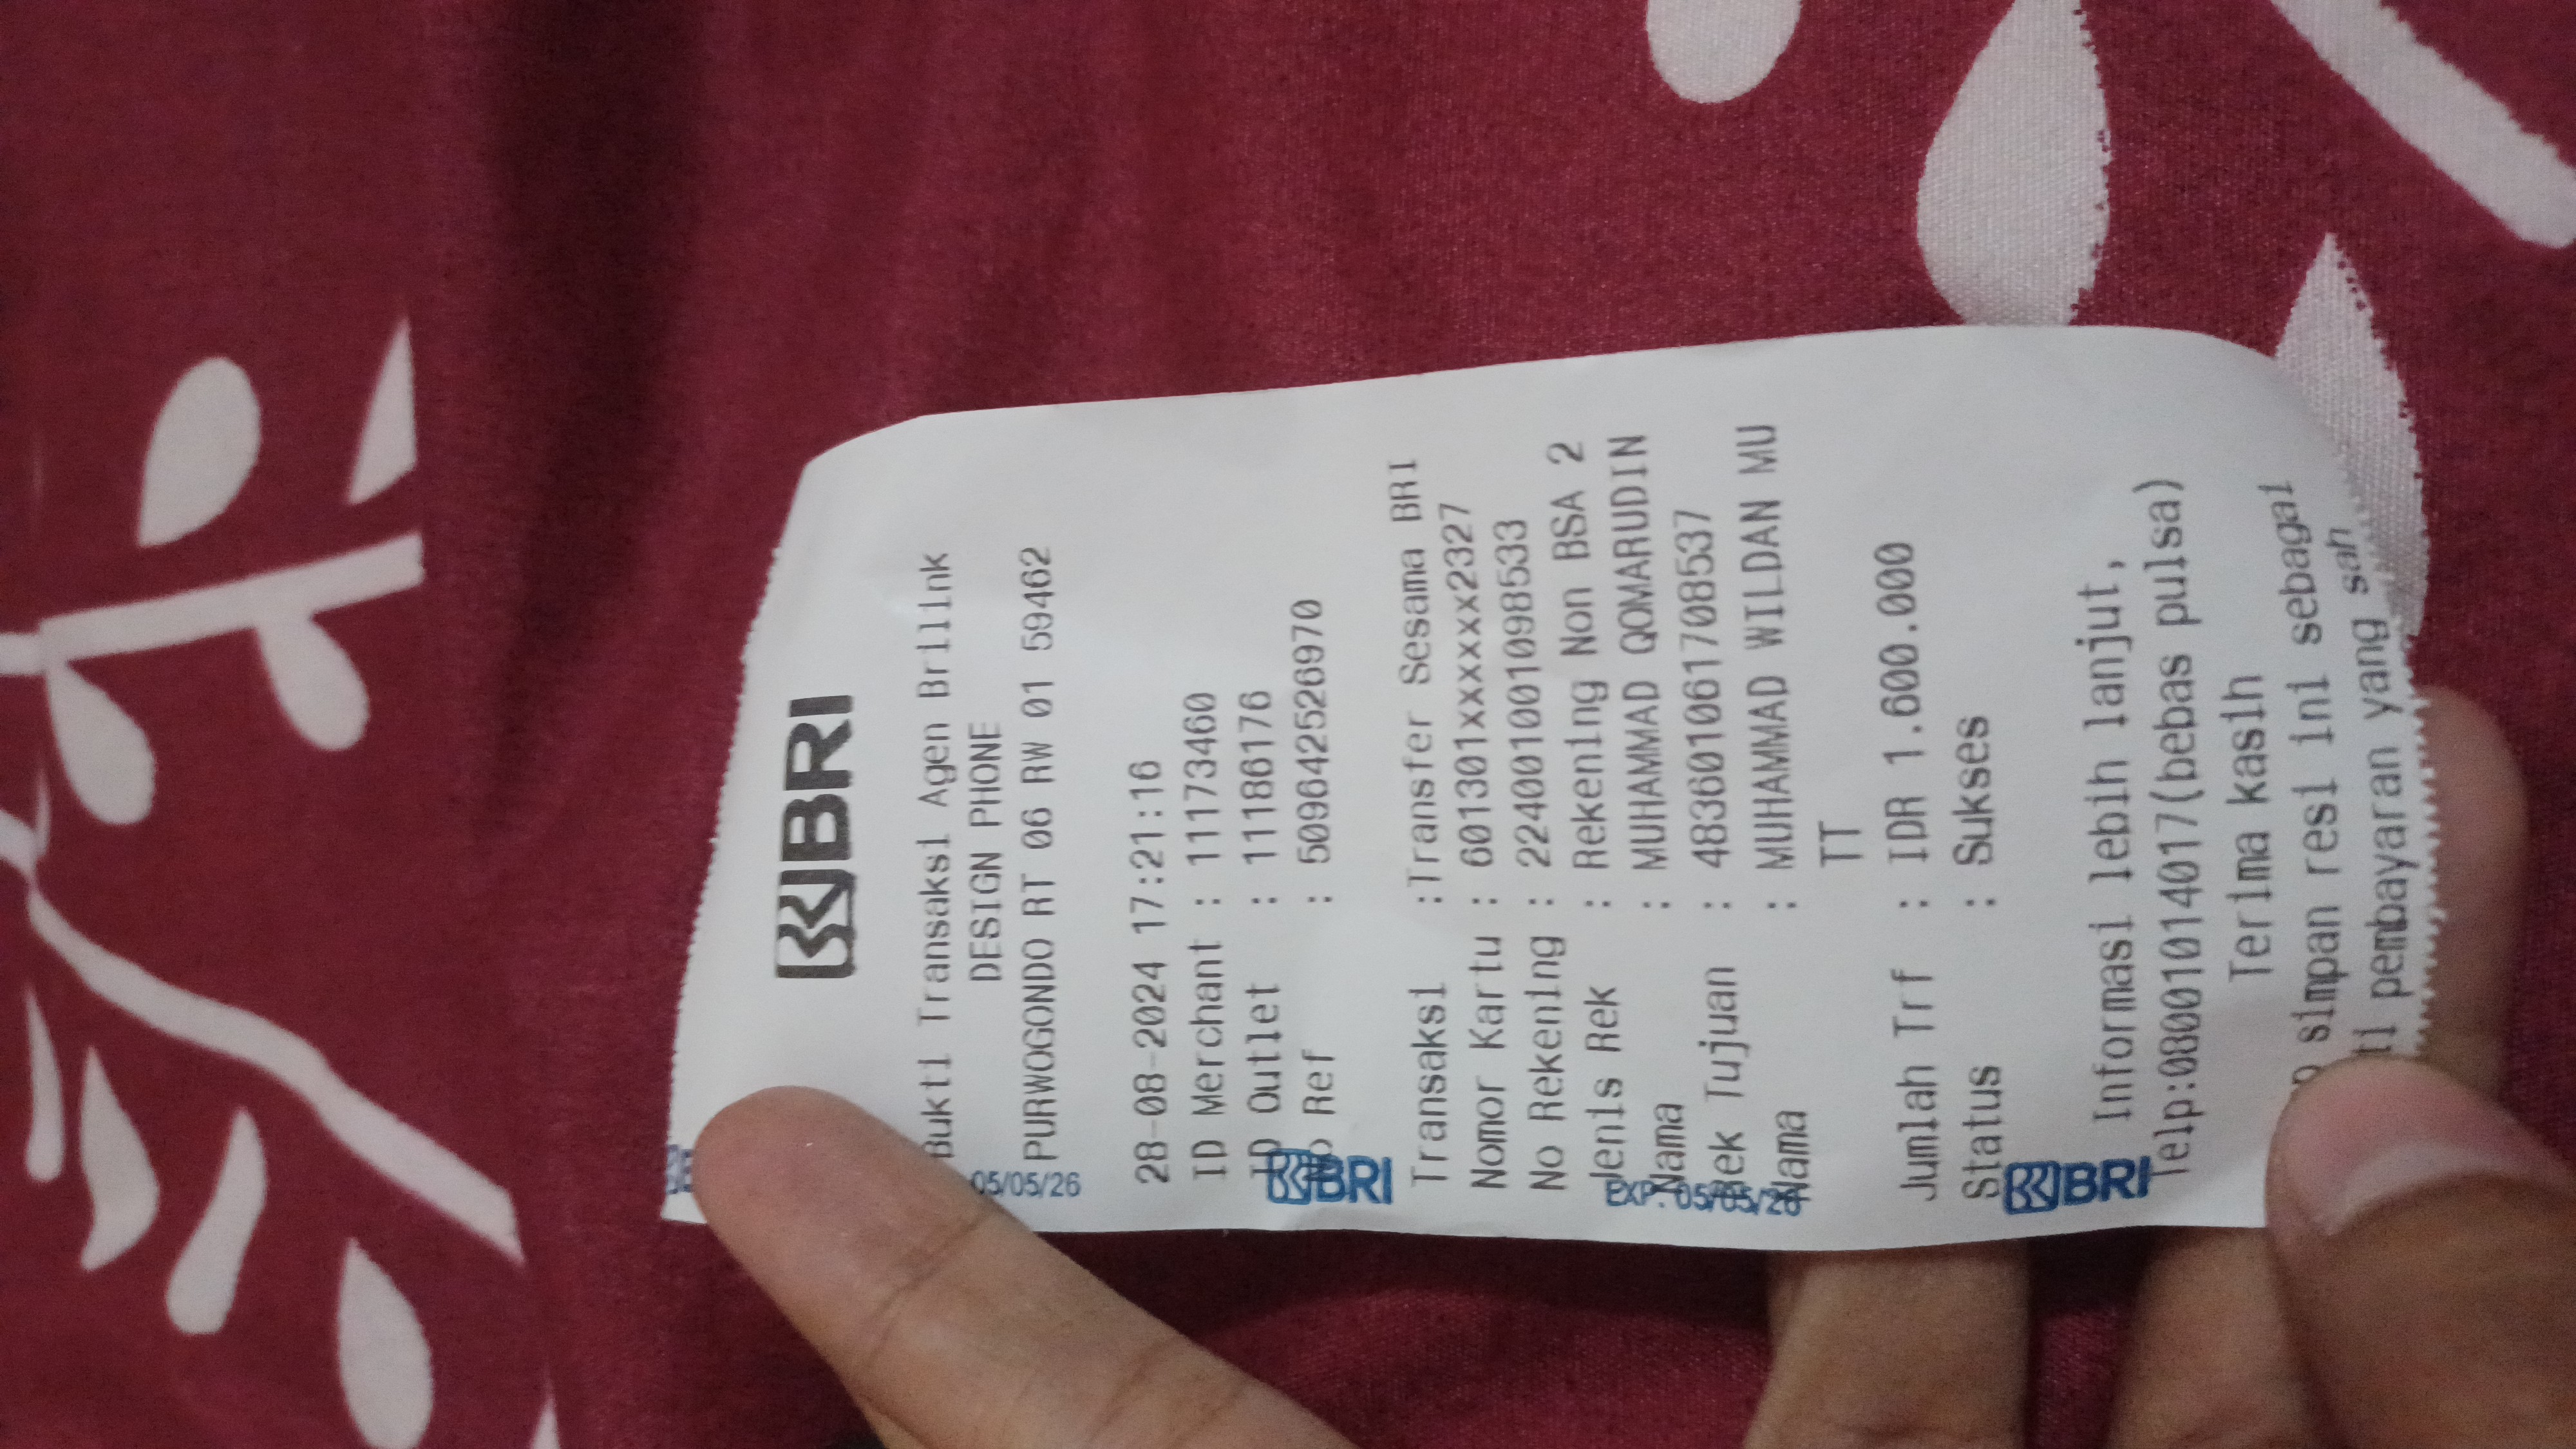 BRI
Bukti Transaksi Agen Brilink
DESIGN PHONE
PURWOGONDO RT 06 RW 01 59462
05/05/26
28-08-2024 17:21:16
ID Merchant : 11173460
ID Outlet : 11186176
Ref : 509642526970
BRI
Transaksi :Transfer Sesama BRI
Nomor Kartu : 601301xxxxxx2327
No Rekening : 224001001098533
Jenis Rek : Rekening Non BSA 2
Nama : MUHAMMAD QOMARUDIN
Rek Tujuan : 483601061708537
Nama : MUHAMMAD WILDAN MU
TT
EXP. 05/05/26
Jumlah Trf : IDR 1.600.000
Status : Sukses
BRI
Informasi lebih lanjut,
Telp:08001014017(bebas pulsa)
Terima kasih
simpan resi ini sebagai
pembayaran yang sah